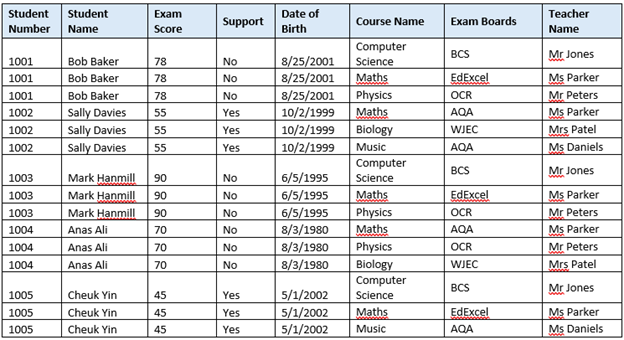 Student Number | Student Name | Exam Score | Support | Date of Birth | Course Name | Exam Boards | Teacher Name
1001 | Bob Baker | 78 | No | 8/25/2001 | Computer Science | BCS | Mr Jones
1001 | Bob Baker | 78 | No | 8/25/2001 | Maths | EdExcel | Ms Parker
1001 | Bob Baker | 78 | No | 8/25/2001 | Physics | OCR | Mr Peters
1002 | Sally Davies | 55 | Yes | 10/2/1999 | Maths | AQA | Ms Parker
1002 | Sally Davies | 55 | Yes | 10/2/1999 | Biology | WJEC | Mrs Patel
1002 | Sally Davies | 55 | Yes | 10/2/1999 | Music | AQA | Ms Daniels
1003 | Mark Hanmill | 90 | No | 6/5/1995 | Computer Science | BCS | Mr Jones
1003 | Mark Hanmill | 90 | No | 6/5/1995 | Maths | EdExcel | Ms Parker
1003 | Mark Hanmill | 90 | No | 6/5/1995 | Physics | OCR | Mr Peters
1004 | Anas Ali | 70 | No | 8/3/1980 | Maths | AQA | Ms Parker
1004 | Anas Ali | 70 | No | 8/3/1980 | Physics | OCR | Mr Peters
1004 | Anas Ali | 70 | No | 8/3/1980 | Biology | WJEC | Mrs Patel
1005 | Cheuk Yin | 45 | Yes | 5/1/2002 | Computer Science | BCS | Mr Jones
1005 | Cheuk Yin | 45 | Yes | 5/1/2002 | Maths | EdExcel | Ms Parker
1005 | Cheuk Yin | 45 | Yes | 5/1/2002 | Music | AQA | Ms Daniels